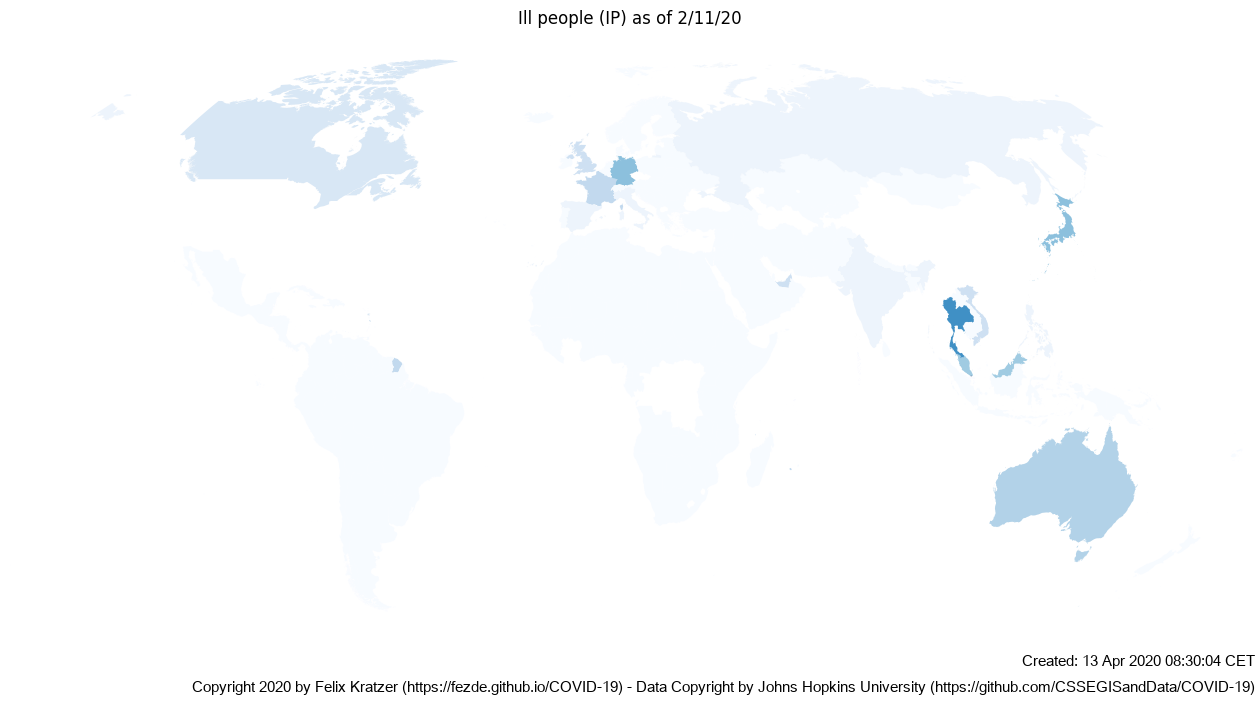 Ill people (IP) as of 2/11/20
Created: 13 Apr 2020 08:30:04 CET
Copyright 2020 by Felix Kratzer (https://fezde.github.io/COVID-19) - Data Copyright by Johns Hopkins University (https://github.com/CSSEGISandData/COVID-19)